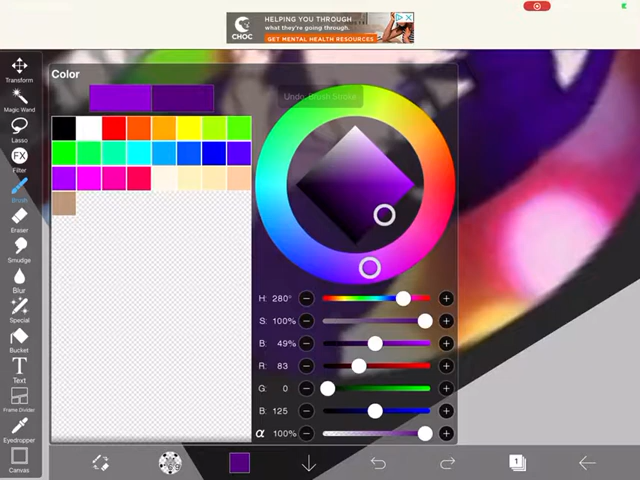 HELPING YOU THROUGH
what they're going through.
GET MENTAL HEALTH RESOURCES
CHOC
Transform
Magic Wand
Lasso
FX
Filter
Brush
Eraser
Smudge
Blur
Special
Bucket
T
Text
Frame Divider
Eyedropper
Canvas
Color
Undo: Brush Stroke
H: 280°
S: 100%
B: 49%
R: 83
G: 0
B: 125
α 100%
1